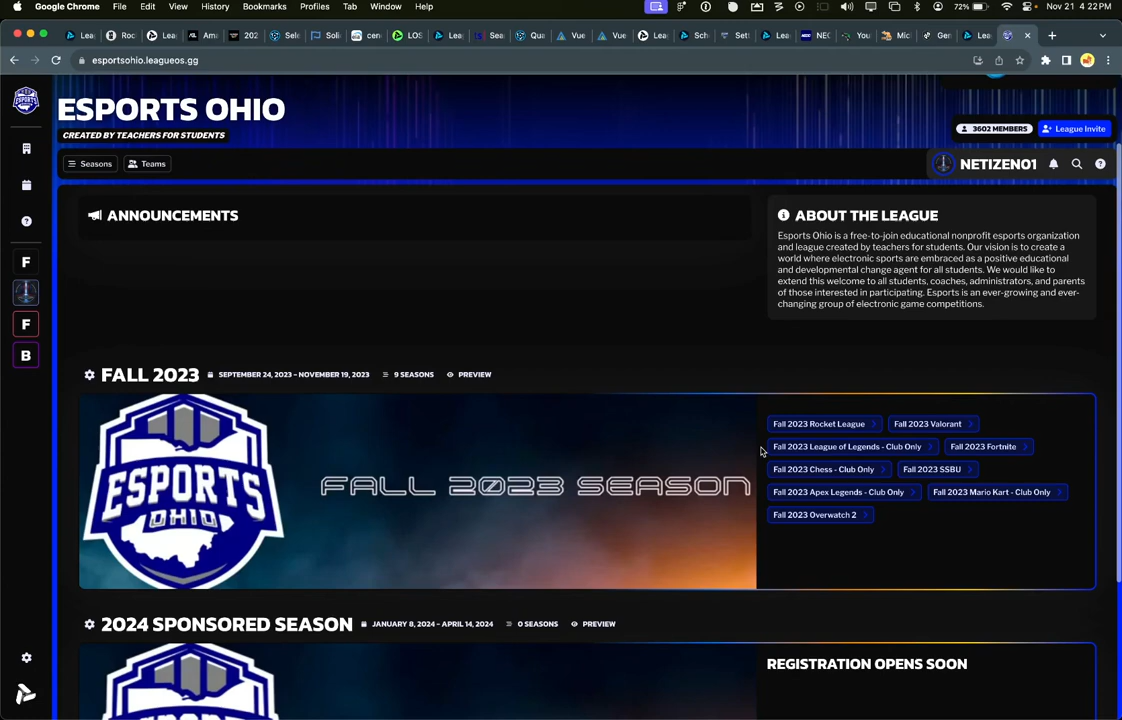 Google Chrome File Edit View History Bookmarks Profiles Tab Window Help 72% Nov 21 4:22 PM
esportsohio.leagueos.gg
ESPORTS OHIO
CREATED BY TEACHERS FOR STUDENTS
3602 MEMBERS League Invite
Seasons Teams NETIZEN01
ANNOUNCEMENTS
ABOUT THE LEAGUE
Esports Ohio is a free-to-join educational nonprofit esports organization
and league created by teachers for students. Our vision is to create a
world where electronic sports are embraced as a positive educational
and developmental change agent for all students. We would like to
extend this welcome to all students, coaches, administrators, and parents
of those interested in participating. Esports is an ever-growing and ever-
changing group of electronic game competitions.
F
F
B
FALL 2023 SEPTEMBER 24, 2023 – NOVEMBER 19, 2023 9 SEASONS PREVIEW
ESPORTS
OHIO
FALL 2023 SEASON
Fall 2023 Rocket League Fall 2023 Valorant
Fall 2023 League of Legends - Club Only Fall 2023 Fortnite
Fall 2023 Chess - Club Only Fall 2023 SSBU
Fall 2023 Apex Legends - Club Only Fall 2023 Mario Kart - Club Only
Fall 2023 Overwatch 2
2024 SPONSORED SEASON JANUARY 8, 2024 – APRIL 14, 2024 0 SEASONS PREVIEW
REGISTRATION OPENS SOON